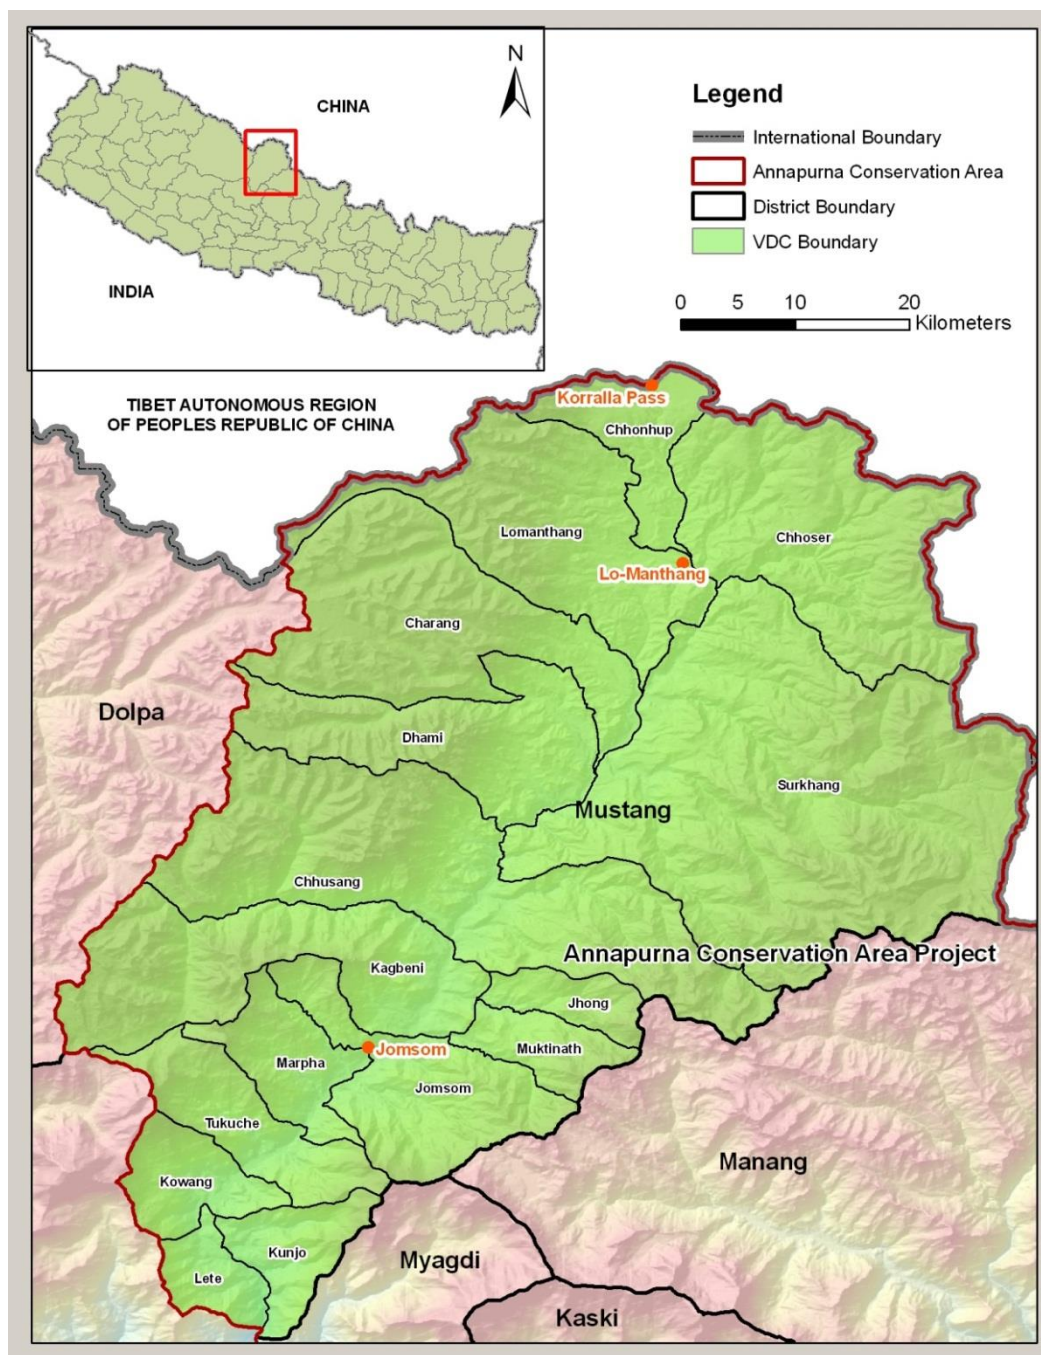 N
CHINA
INDIA
Legend
International Boundary
Annapurna Conservation Area
District Boundary
VDC Boundary
0 5 10 20
Kilometers
TIBET AUTONOMOUS REGION
OF PEOPLES REPUBLIC OF CHINA
Korralla Pass
Chhonhup
Lomanthang
Chhoser
Lo-Manthang
Charang
Dolpa
Dhami
Surkhang
Mustang
Chhusang
Annapurna Conservation Area Project
Kagbeni
Jhong
Jomsom
Muktinath
Marpha
Jomsom
Tukuche
Manang
Kowang
Kunjo
Myagdi
Lete
Kaski